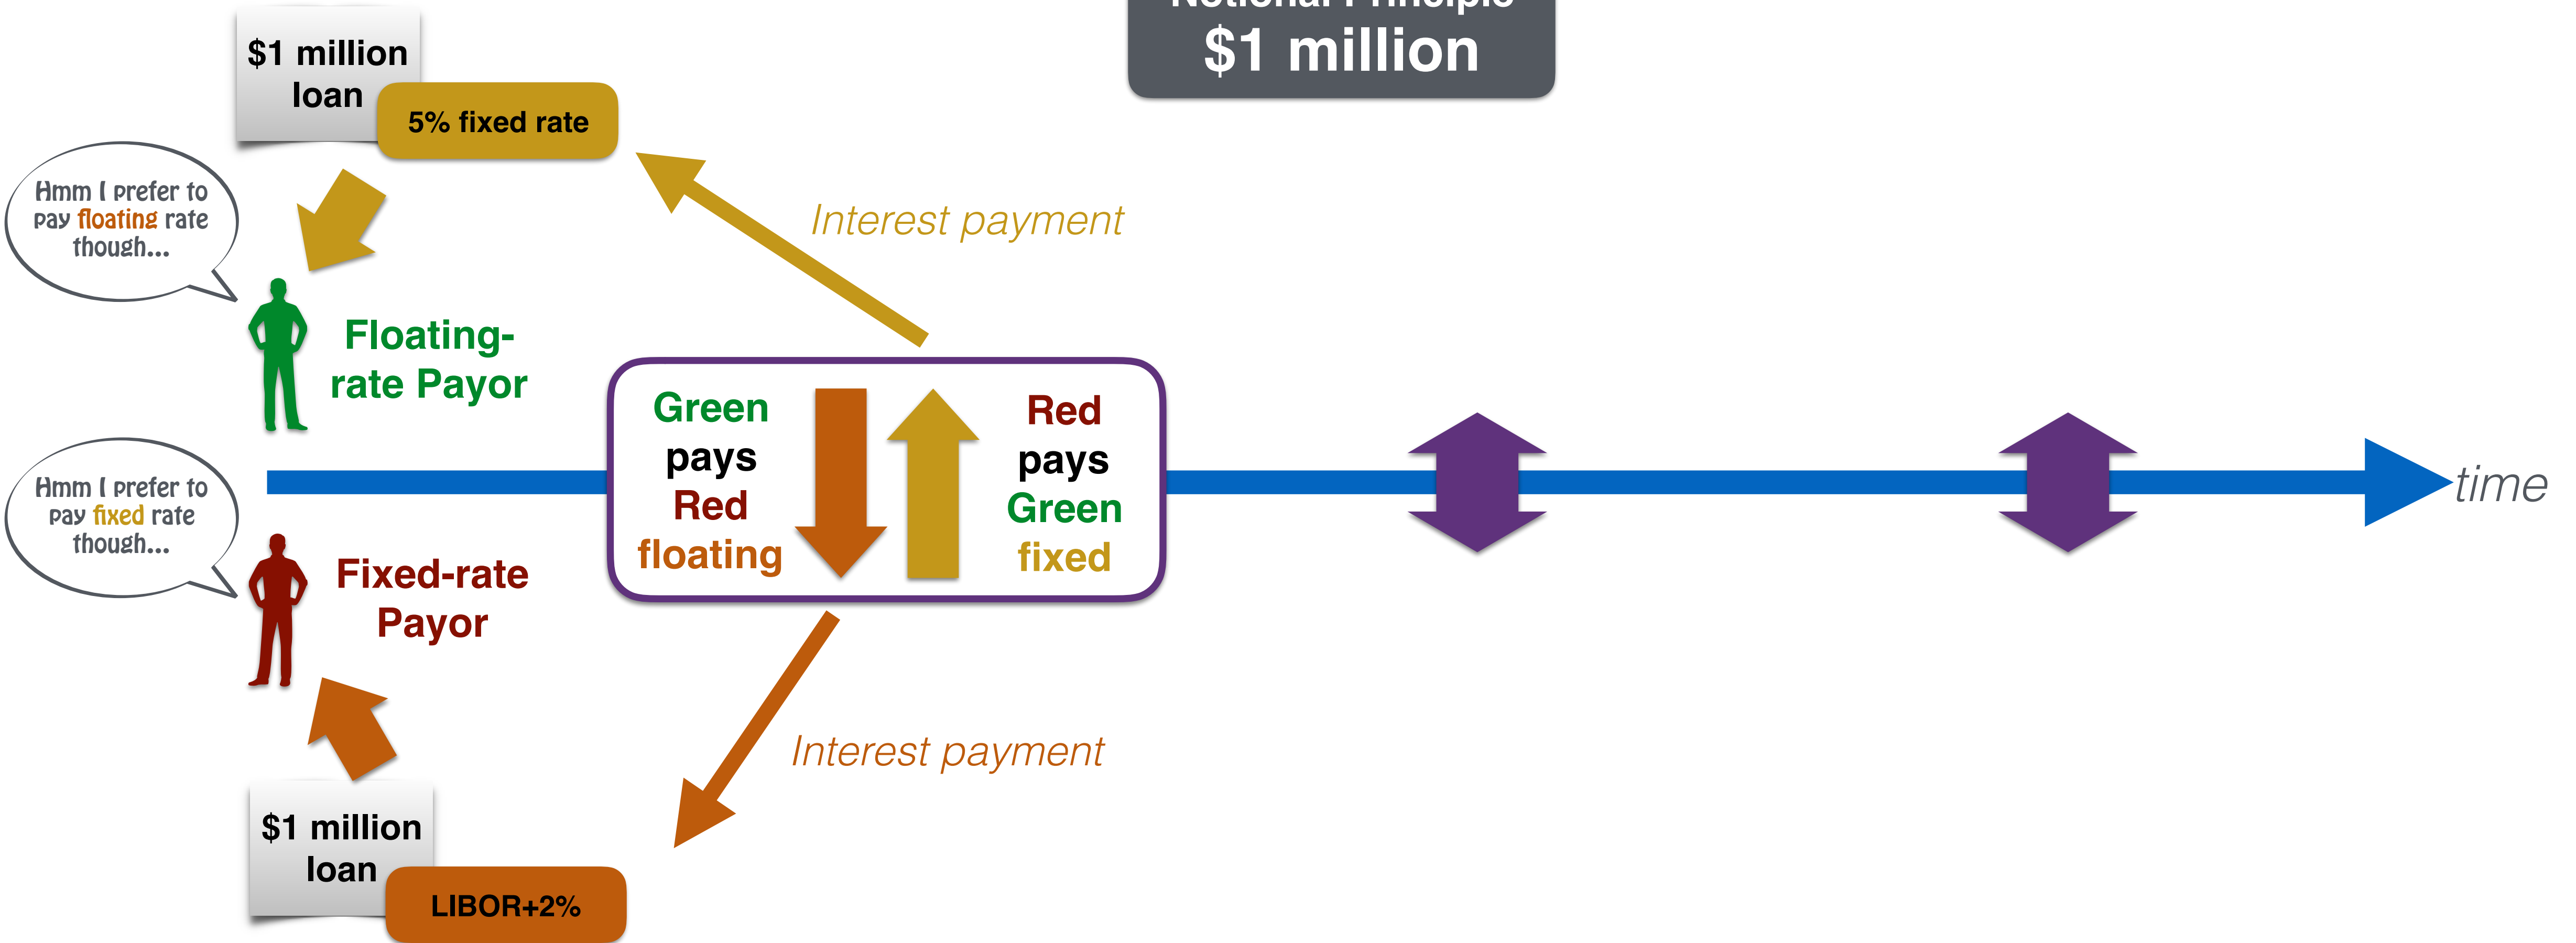 Notional Principle
$1 million
$1 million
loan
5% fixed rate
Hmm I prefer to
pay floating rate
though...
Interest payment
Floating-
rate Payor
Green
pays
Red
floating
Red
pays
Green
fixed
time
Hmm I prefer to
pay fixed rate
though...
Fixed-rate
Payor
Interest payment
$1 million
loan
LIBOR+2%